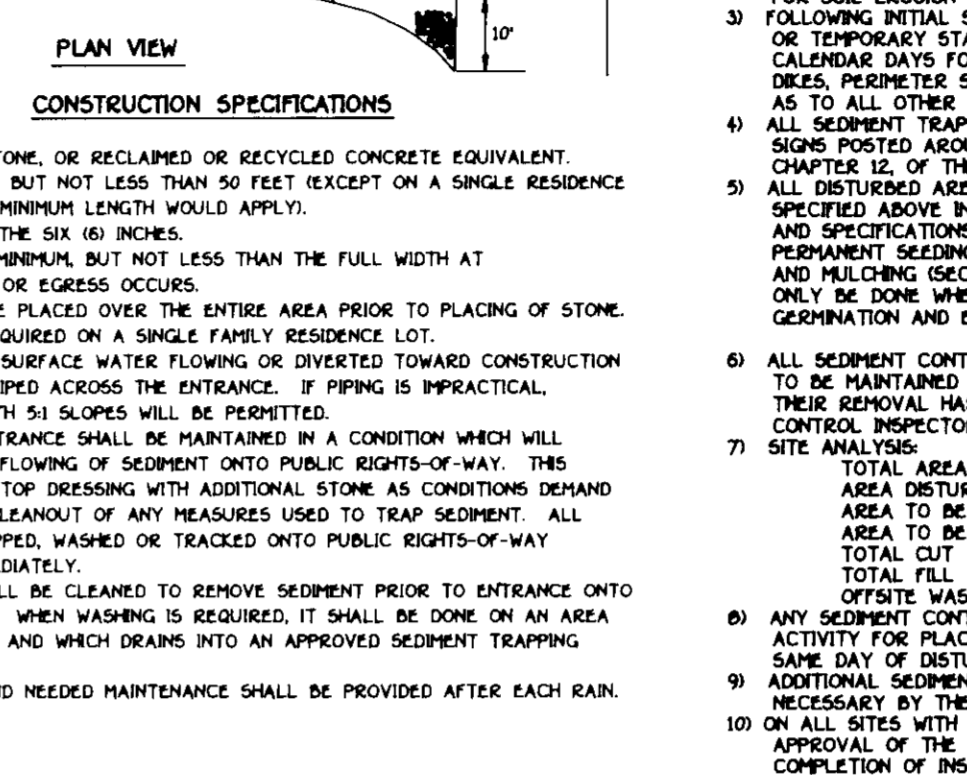 10'
PLAN VIEW
CONSTRUCTION SPECIFICATIONS
TONE, OR RECLAIMED OR RECYCLED CONCRETE EQUIVALENT.
BUT NOT LESS THAN 50 FEET (EXCEPT ON A SINGLE RESIDENCE
MINIMUM LENGTH WOULD APPLY).
THE SIX (6) INCHES.
MINIMUM, BUT NOT LESS THAN THE FULL WIDTH AT
OR EGRESS OCCURS.
E PLACED OVER THE ENTIRE AREA PRIOR TO PLACING OF STONE.
QUIRED ON A SINGLE FAMILY RESIDENCE LOT.
SURFACE WATER FLOWING OR DIVERTED TOWARD CONSTRUCTION
IPED ACROSS THE ENTRANCE. IF PIPING IS IMPRACTICAL,
TH 5:1 SLOPES WILL BE PERMITTED.
TRANCE SHALL BE MAINTAINED IN A CONDITION WHICH WILL
FLOWING OF SEDIMENT ONTO PUBLIC RIGHTS-OF-WAY. THIS
TOP DRESSING WITH ADDITIONAL STONE AS CONDITIONS DEMAND
LEANOUT OF ANY MEASURES USED TO TRAP SEDIMENT. ALL
PPED, WASHED OR TRACKED ONTO PUBLIC RIGHTS-OF-WAY
DIATELY.
LL BE CLEANED TO REMOVE SEDIMENT PRIOR TO ENTRANCE ONTO
WHEN WASHING IS REQUIRED, IT SHALL BE DONE ON AN AREA
AND WHICH DRAINS INTO AN APPROVED SEDIMENT TRAPPING
ND NEEDED MAINTENANCE SHALL BE PROVIDED AFTER EACH RAIN.
3) FOLLOWING INITIAL S
OR TEMPORARY STA
CALENDAR DAYS FO
DIKES, PERIMETER S
AS TO ALL OTHER
4) ALL SEDIMENT TRAP
SIGNS POSTED AROU
CHAPTER 12, OF TH
5) ALL DISTURBED ARE
SPECIFIED ABOVE IN
AND SPECIFICATIONS
PERMANENT SEEDING
AND MULCHING (SEC
ONLY BE DONE WHE
GERMINATION AND E
6) ALL SEDIMENT CONT
TO BE MAINTAINED
THEIR REMOVAL HA
CONTROL INSPECTO
7) SITE ANALYSIS:
TOTAL AREA
AREA DISTUR
AREA TO BE
AREA TO BE
TOTAL CUT
TOTAL FILL
OFFSITE WAS
8) ANY SEDIMENT CONT
ACTIVITY FOR PLAC
SAME DAY OF DISTU
9) ADDITIONAL SEDIMEN
NECESSARY BY THE
10) ON ALL SITES WITH
APPROVAL OF THE
COMPLETION OF INS